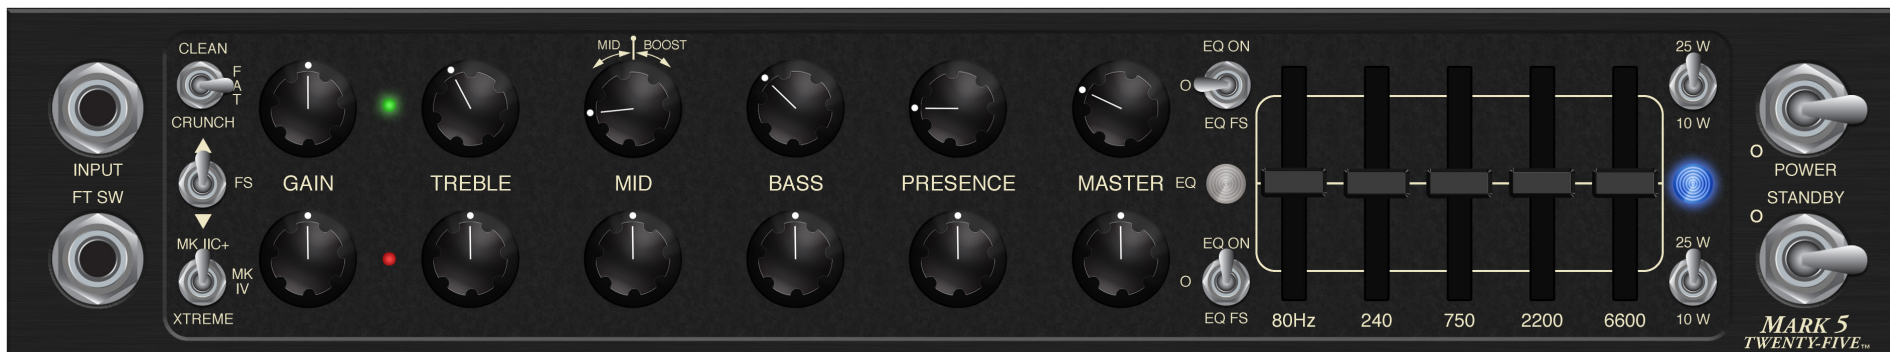 INPUT
FT SW
CLEAN
FAT
CRUNCH
FS
MK IIC+
MK
IV
XTREME
GAIN
TREBLE
MID BOOST
MID
BASS
PRESENCE
MASTER
EQ ON
O
EQ FS
EQ
EQ ON
O
EQ FS
80Hz 240 750 2200 6600
25 W
10 W
25 W
10 W
O
POWER
STANDBY
O
MARK 5
TWENTY-FIVE™